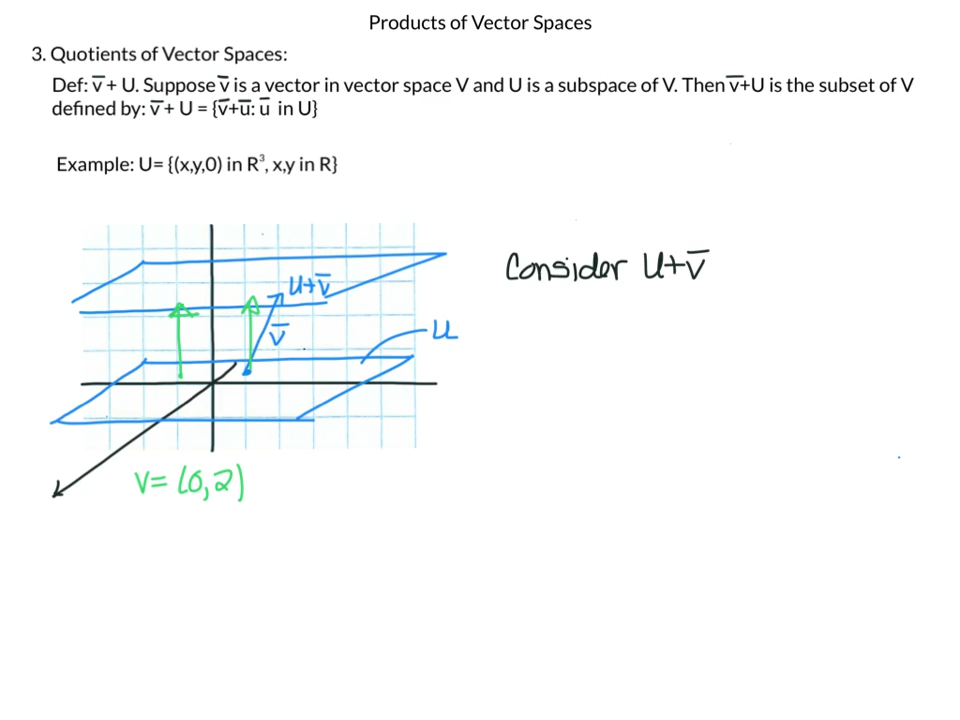 Products of Vector Spaces
3. Quotients of Vector Spaces:
Def: v̅ + U. Suppose v̅ is a vector in vector space V and U is a subspace of V. Then v̅+U is the subset of V
defined by: v̅ + U = {v̅+u̅: u̅ in U}
Example: U= {(x,y,0) in R³, x,y in R}
Consider U+v̅
U+v̅
v̅
U
V= (0,2)